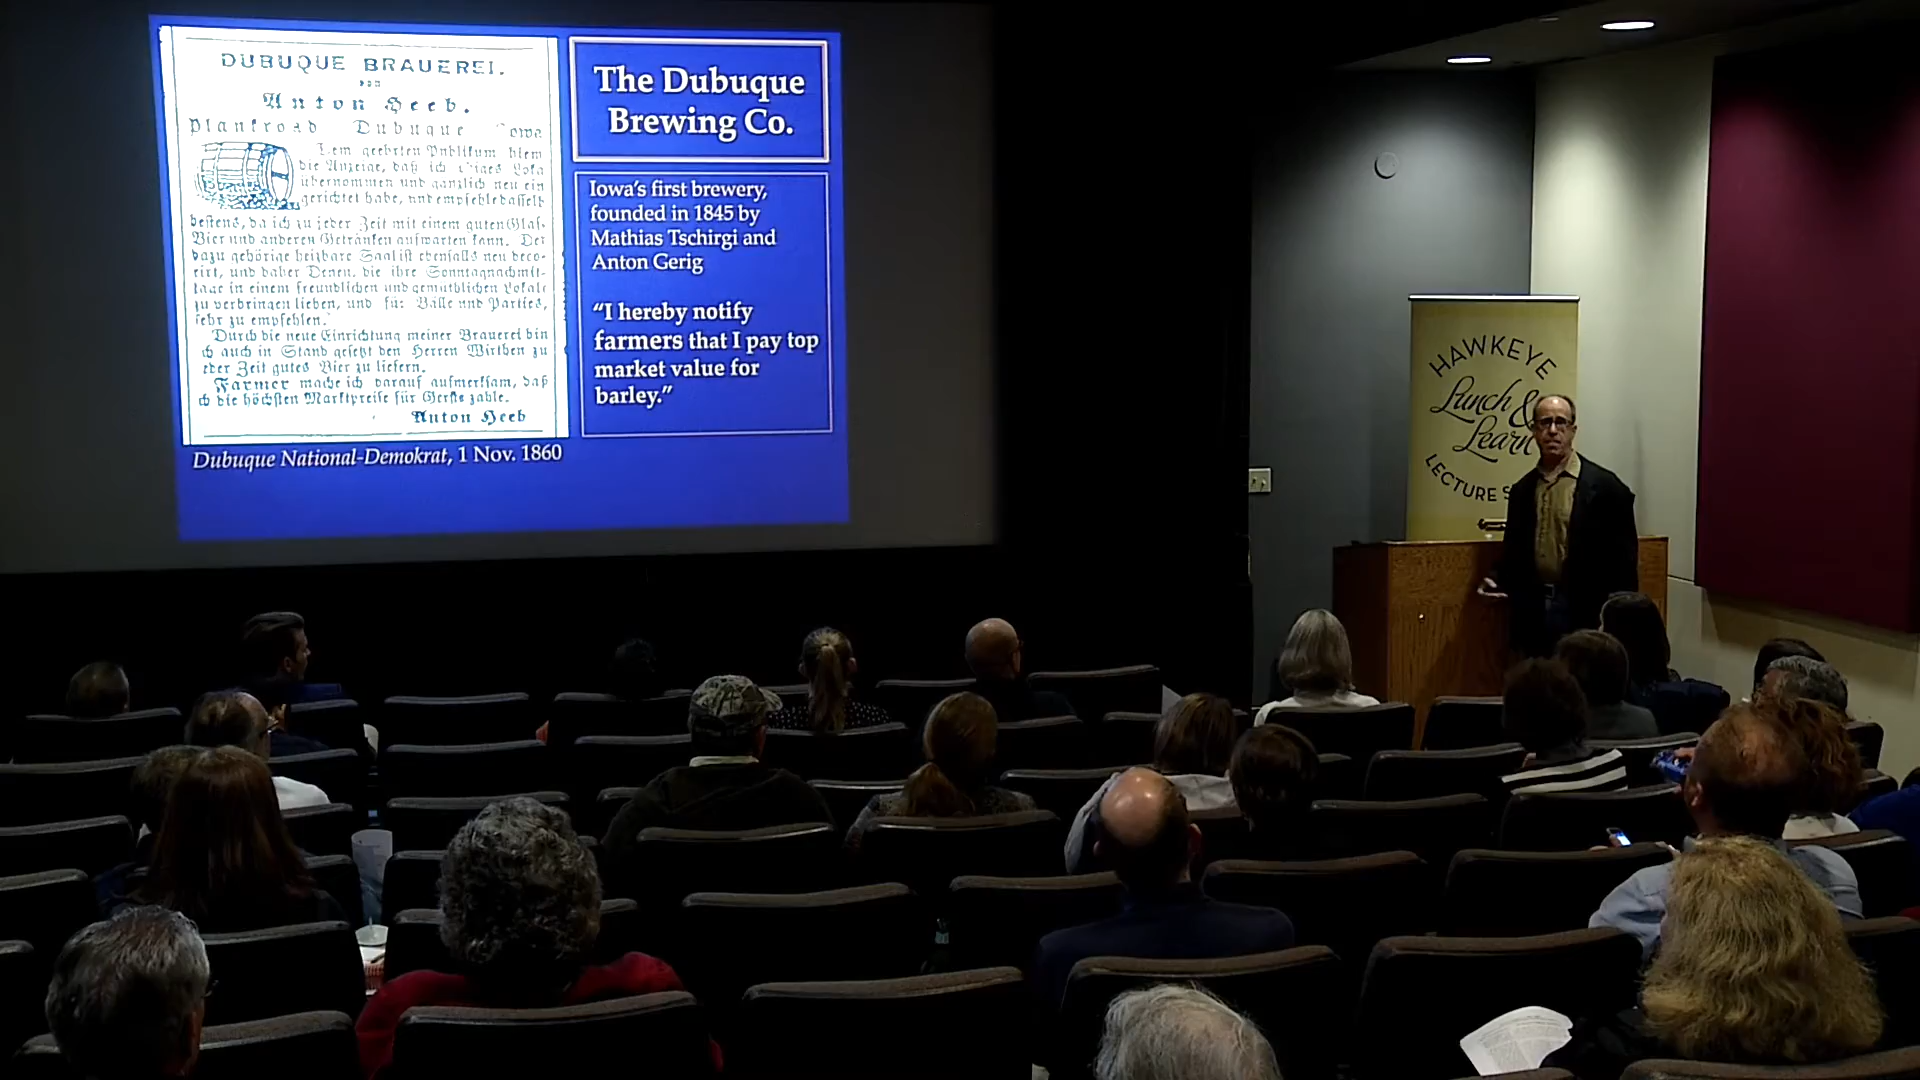 DUBUQUE BRAUEREI.
von
Anton Heeb.
Plankroad Dubuque Iowa
geehrten Publikum
die Anzeige, daß ich Loka
übernommen und gänzlich neu ein
gerichtet habe, und empfehle dasselb
bestens, da ich zu jeder Zeit mit einem guten Glas
Bier und anderen Getränken aufwarten kann. Der
dazu gehörige heizbare Saal ist ebenfalls neu deco-
rirt, und daher Denen, die ihre Sonntagnachmit-
tage in einem freundlichen und gemüthlichen Lokale
zu verbringen lieben, und für Bälle und Parties,
sehr zu empfehlen.
Durch die neue Einrichtung meiner Brauerei bin
ch auch in Stand gesetzt den Herren Wirthen zu
eder Zeit gutes Bier zu liefern.
Farmer mache ich darauf aufmerksam, daß
ch die höchsten Marktpreise für Gerste zahle.
Anton Heeb
Dubuque National-Demokrat, 1 Nov. 1860
The Dubuque
Brewing Co.
Iowa's first brewery,
founded in 1845 by
Mathias Tschirgi and
Anton Gerig
“I hereby notify
farmers that I pay top
market value for
barley.”
HAWKEYE
Lunch &
Learn
LECTURE S